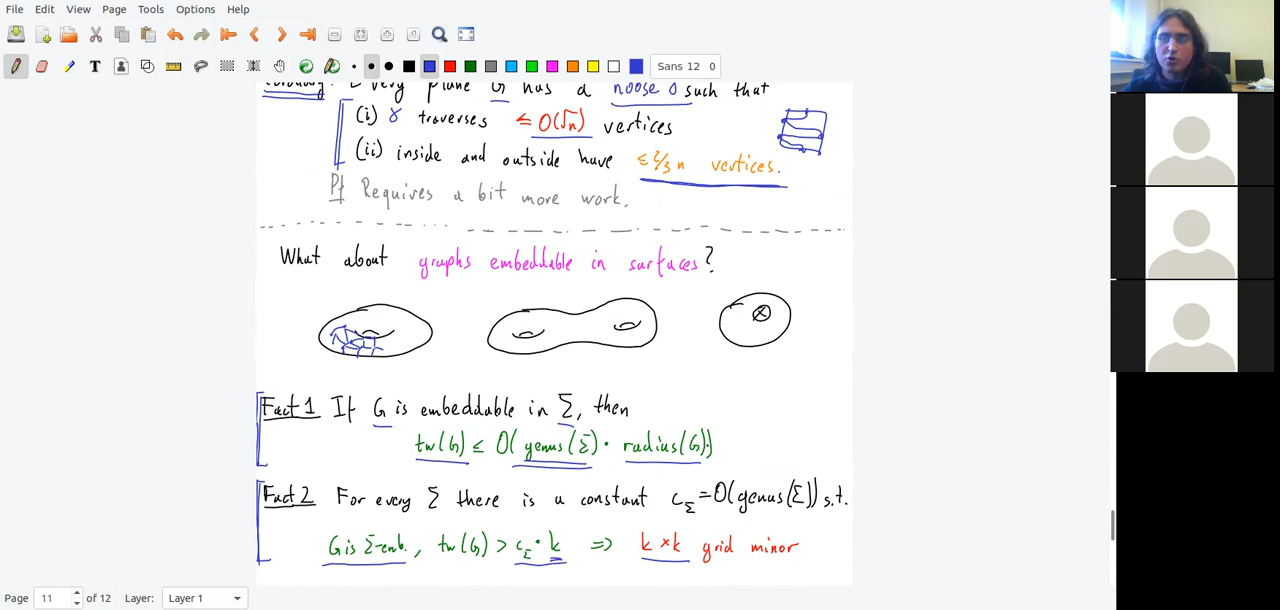 File Edit View Page Tools Options Help
Sans 12 0
Every plane G has a noose γ such that
(i) γ traverses ≤ O(√n) vertices
(ii) inside and outside have ≤ 2/3 n vertices.
Pf Requires a bit more work.
What about graphs embeddable in surfaces?
Fact 1 If G is embeddable in Σ, then
tw(G) ≤ O(genus(Σ) · radius(G))
Fact 2 For every Σ there is a constant c_Σ = O(genus(Σ)) s.t.
G is Σ-emb., tw(G) > c_Σ · k ⇒ k × k grid minor
Page 11 of 12 Layer: Layer 1